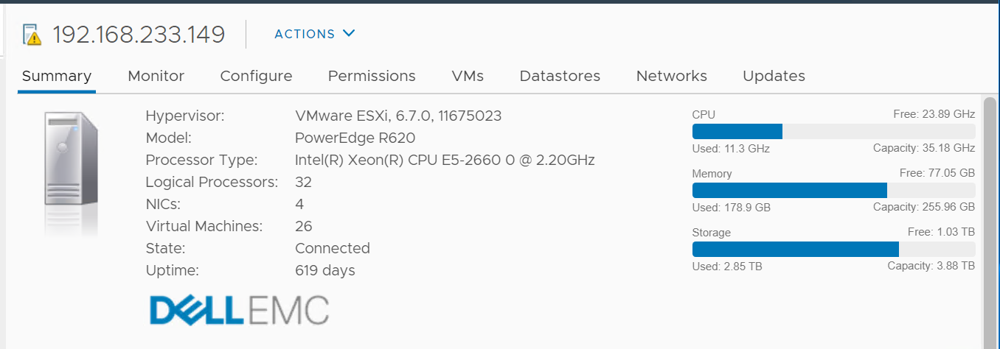 192.168.233.149 ACTIONS
Summary Monitor Configure Permissions VMs Datastores Networks Updates
Hypervisor: VMware ESXi, 6.7.0, 11675023
Model: PowerEdge R620
Processor Type: Intel(R) Xeon(R) CPU E5-2660 0 @ 2.20GHz
Logical Processors: 32
NICs: 4
Virtual Machines: 26
State: Connected
Uptime: 619 days
DELLEMC
CPU Free: 23.89 GHz
Used: 11.3 GHz Capacity: 35.18 GHz
Memory Free: 77.05 GB
Used: 178.9 GB Capacity: 255.96 GB
Storage Free: 1.03 TB
Used: 2.85 TB Capacity: 3.88 TB